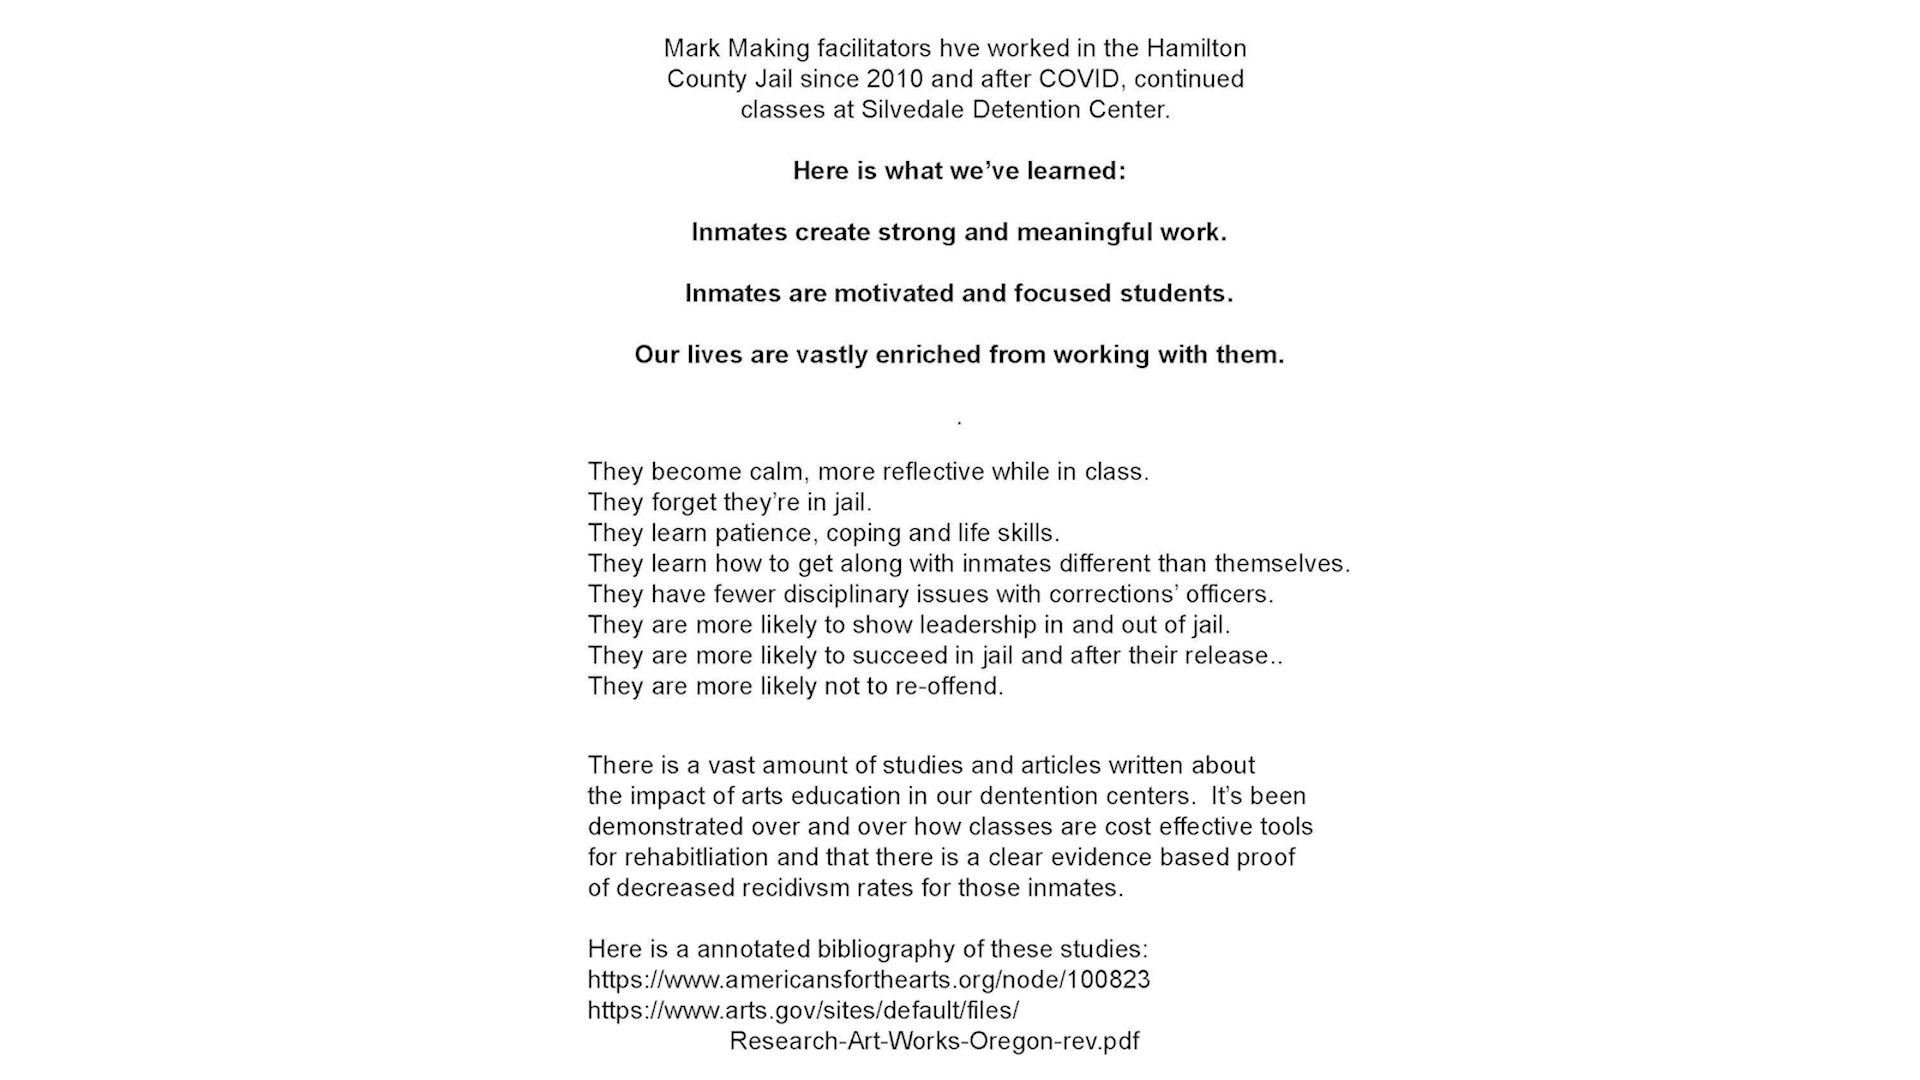 Mark Making facilitators hve worked in the Hamilton
County Jail since 2010 and after COVID, continued
classes at Silvedale Detention Center.
Here is what we’ve learned:
Inmates create strong and meaningful work.
Inmates are motivated and focused students.
Our lives are vastly enriched from working with them.
.
They become calm, more reflective while in class.
They forget they’re in jail.
They learn patience, coping and life skills.
They learn how to get along with inmates different than themselves.
They have fewer disciplinary issues with corrections’ officers.
They are more likely to show leadership in and out of jail.
They are more likely to succeed in jail and after their release..
They are more likely not to re-offend.
There is a vast amount of studies and articles written about
the impact of arts education in our dentention centers.  It’s been
demonstrated over and over how classes are cost effective tools
for rehabitliation and that there is a clear evidence based proof
of decreased recidivsm rates for those inmates.
Here is a annotated bibliography of these studies:
https://www.americansforthearts.org/node/100823
https://www.arts.gov/sites/default/files/
Research-Art-Works-Oregon-rev.pdf